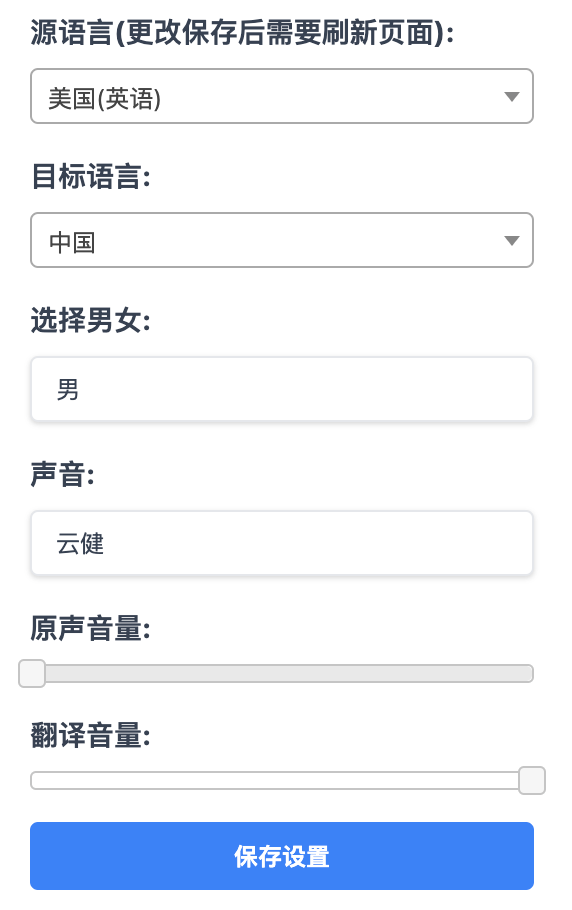 源语言(更改保存后需要刷新页面):
美国(英语)
目标语言:
中国
选择男女:
男
声音:
云健
原声音量:
翻译音量:
保存设置